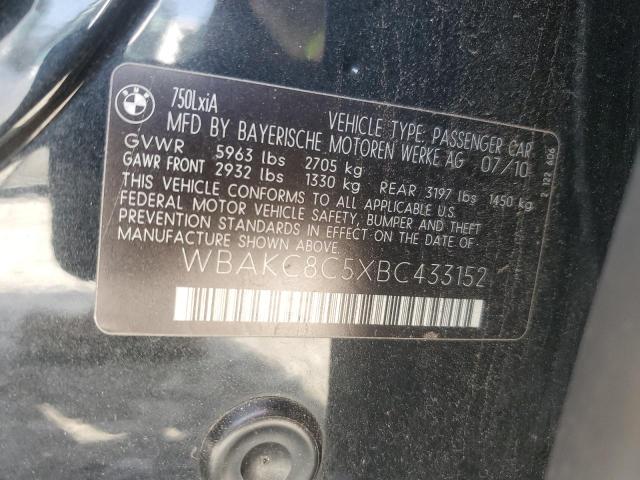 BMW
750LxiA
VEHICLE TYPE: PASSENGER CAR
MFD BY BAYERISCHE MOTOREN WERKE AG 07/10
GVWR 5963 lbs 2705 kg
GAWR FRONT 2932 lbs 1330 kg REAR 3197 lbs 1450 kg
THIS VEHICLE CONFORMS TO ALL APPLICABLE U.S.
FEDERAL MOTOR VEHICLE SAFETY, BUMPER AND THEFT
PREVENTION STANDARDS IN EFFECT ON THE DATE OF
MANUFACTURE SHOWN ABOVE.
WBAKC8C5XBC433152